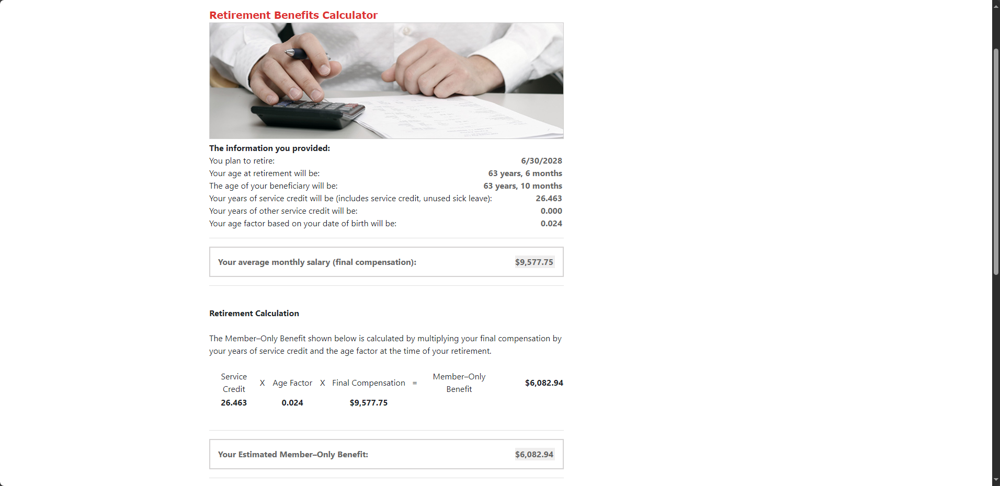 Retirement Benefits Calculator
The information you provided:
You plan to retire: 6/30/2028
Your age at retirement will be: 63 years, 6 months
The age of your beneficiary will be: 63 years, 10 months
Your years of service credit will be (includes service credit, unused sick leave): 26.463
Your years of other service credit will be: 0.000
Your age factor based on your date of birth will be: 0.024
Your average monthly salary (final compensation): $9,577.75
Retirement Calculation
The Member–Only Benefit shown below is calculated by multiplying your final compensation by
your years of service credit and the age factor at the time of your retirement.
Service Credit X Age Factor X Final Compensation = Member–Only Benefit $6,082.94
26.463 0.024 $9,577.75
Your Estimated Member–Only Benefit: $6,082.94